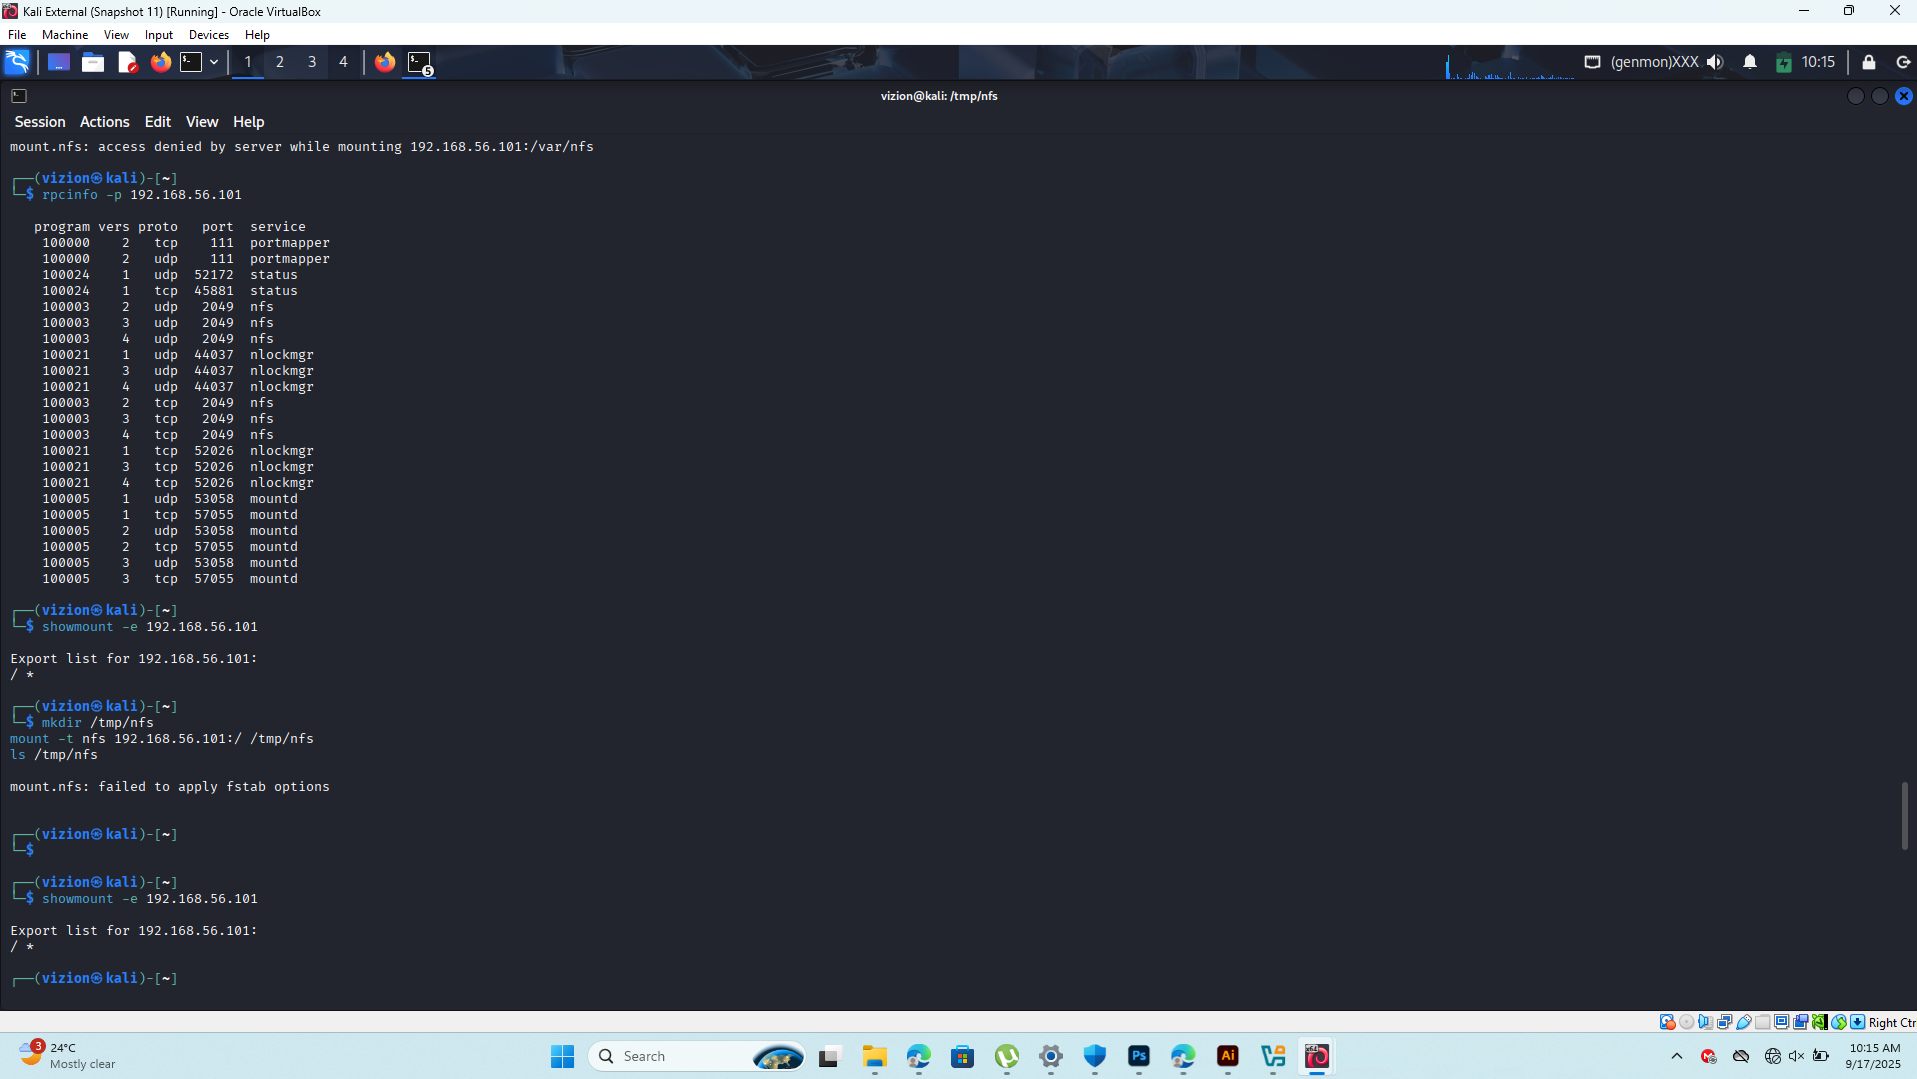 Kali External (Snapshot 11) [Running] - Oracle VirtualBox
File Machine View Input Devices Help
1 2 3 4 5 (genmon)XXX 10:15
vizion@kali: /tmp/nfs
Session Actions Edit View Help
mount.nfs: access denied by server while mounting 192.168.56.101:/var/nfs
┌──(vizion㉿kali)-[~]
└─$ rpcinfo -p 192.168.56.101
program vers proto port service
100000 2 tcp 111 portmapper
100000 2 udp 111 portmapper
100024 1 udp 52172 status
100024 1 tcp 45881 status
100003 2 udp 2049 nfs
100003 3 udp 2049 nfs
100003 4 udp 2049 nfs
100021 1 udp 44037 nlockmgr
100021 3 udp 44037 nlockmgr
100021 4 udp 44037 nlockmgr
100003 2 tcp 2049 nfs
100003 3 tcp 2049 nfs
100003 4 tcp 2049 nfs
100021 1 tcp 52026 nlockmgr
100021 3 tcp 52026 nlockmgr
100021 4 tcp 52026 nlockmgr
100005 1 udp 53058 mountd
100005 1 tcp 57055 mountd
100005 2 udp 53058 mountd
100005 2 tcp 57055 mountd
100005 3 udp 53058 mountd
100005 3 tcp 57055 mountd
┌──(vizion㉿kali)-[~]
└─$ showmount -e 192.168.56.101
Export list for 192.168.56.101:
/ *
┌──(vizion㉿kali)-[~]
└─$ mkdir /tmp/nfs
mount -t nfs 192.168.56.101:/ /tmp/nfs
ls /tmp/nfs
mount.nfs: failed to apply fstab options
┌──(vizion㉿kali)-[~]
└─$
┌──(vizion㉿kali)-[~]
└─$ showmount -e 192.168.56.101
Export list for 192.168.56.101:
/ *
┌──(vizion㉿kali)-[~]
Right Ctr
3 24°C
Mostly clear
Search
Ps
Ai
x64
10:15 AM
9/17/2025